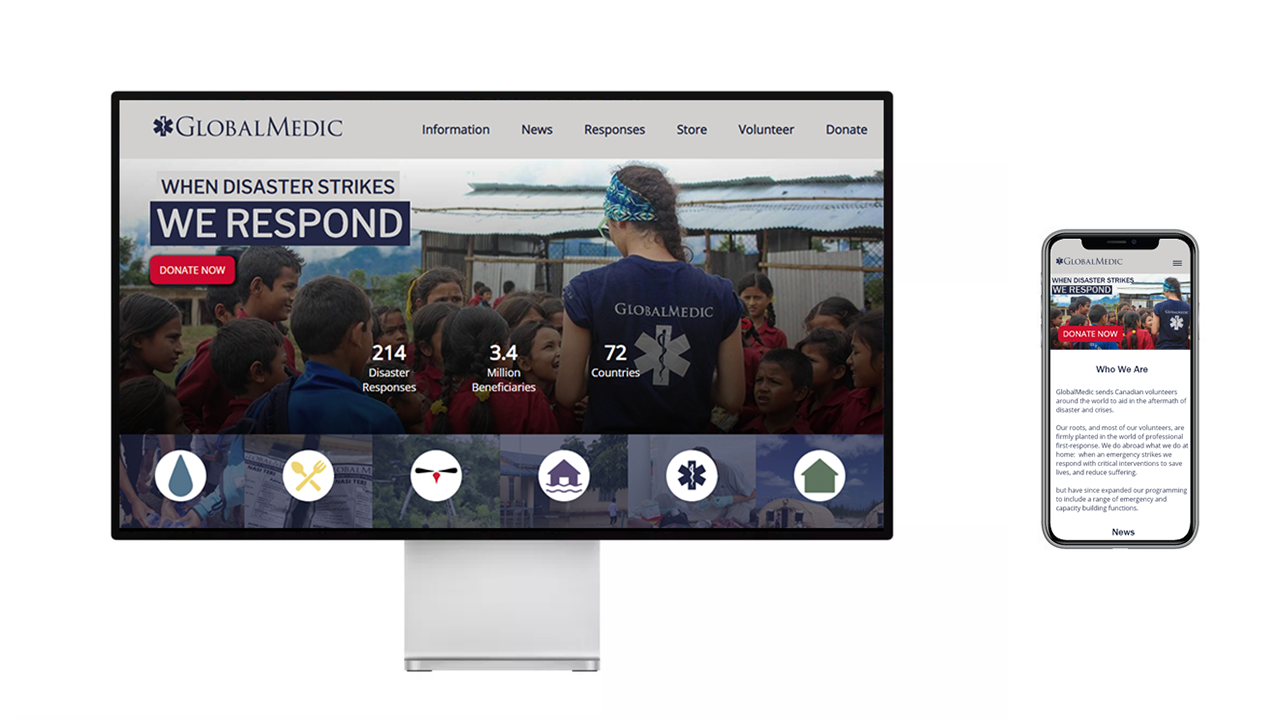 GLOBALMEDIC
Information News Responses Store Volunteer Donate
WHEN DISASTER STRIKES
WE RESPOND
DONATE NOW
GLOBALMEDIC
214 3.4 72
Disaster Million Countries
Responses Beneficiaries
GLOBALMEDIC
WHEN DISASTER STRIKES
WE RESPOND
GLOBALMEDIC
DONATE NOW
Who We Are
GlobalMedic sends Canadian volunteers
around the world to aid in the aftermath of
disaster and crises.
Our roots, and most of our volunteers, are
firmly planted in the world of professional
first-response. We do abroad what we do at
home: when an emergency strikes we
respond with critical interventions to save
lives, and reduce suffering.
but have since expanded our programming
to include a range of emergency and
capacity building functions.
News